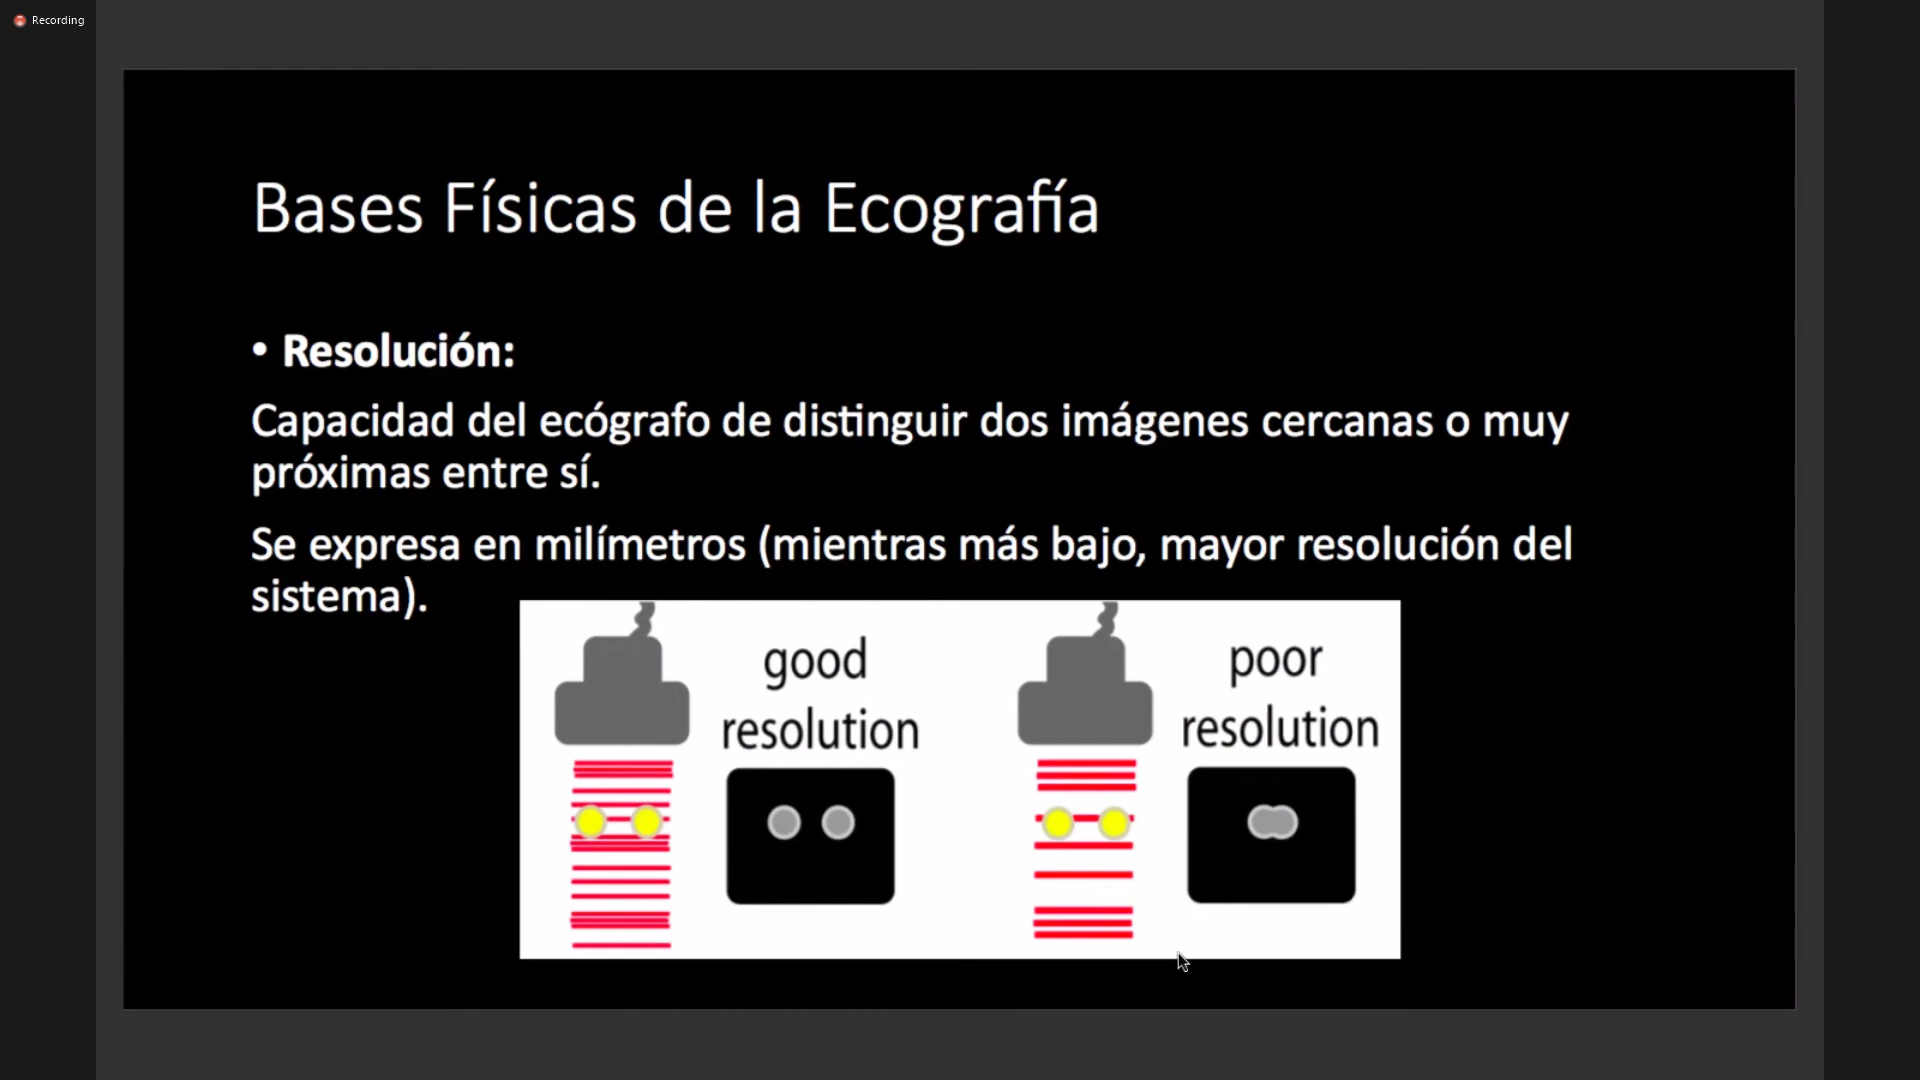 Recording
Bases Físicas de la Ecografía
• Resolución:
Capacidad del ecógrafo de distinguir dos imágenes cercanas o muy
próximas entre sí.
Se expresa en milímetros (mientras más bajo, mayor resolución del
sistema).
good
resolution
poor
resolution